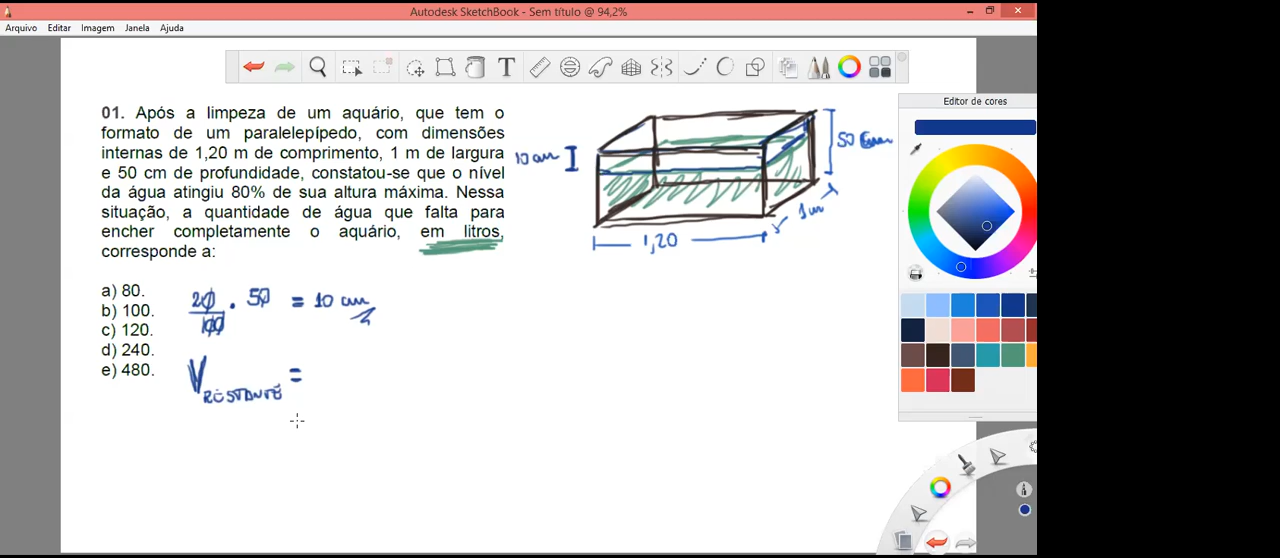 Autodesk SketchBook - Sem título @ 94,2%
Arquivo Editar Imagem Janela Ajuda
Editor de cores
01. Após a limpeza de um aquário, que tem o
formato de um paralelepípedo, com dimensões
internas de 1,20 m de comprimento, 1 m de largura
e 50 cm de profundidade, constatou-se que o nível
da água atingiu 80% de sua altura máxima. Nessa
situação, a quantidade de água que falta para
encher completamente o aquário, em litros,
corresponde a:
a) 80.
b) 100.
c) 120.
d) 240.
e) 480.
20/100 . 50 = 10 cm
V RESTANTE =
10 cm
50 cm
1m
1,20